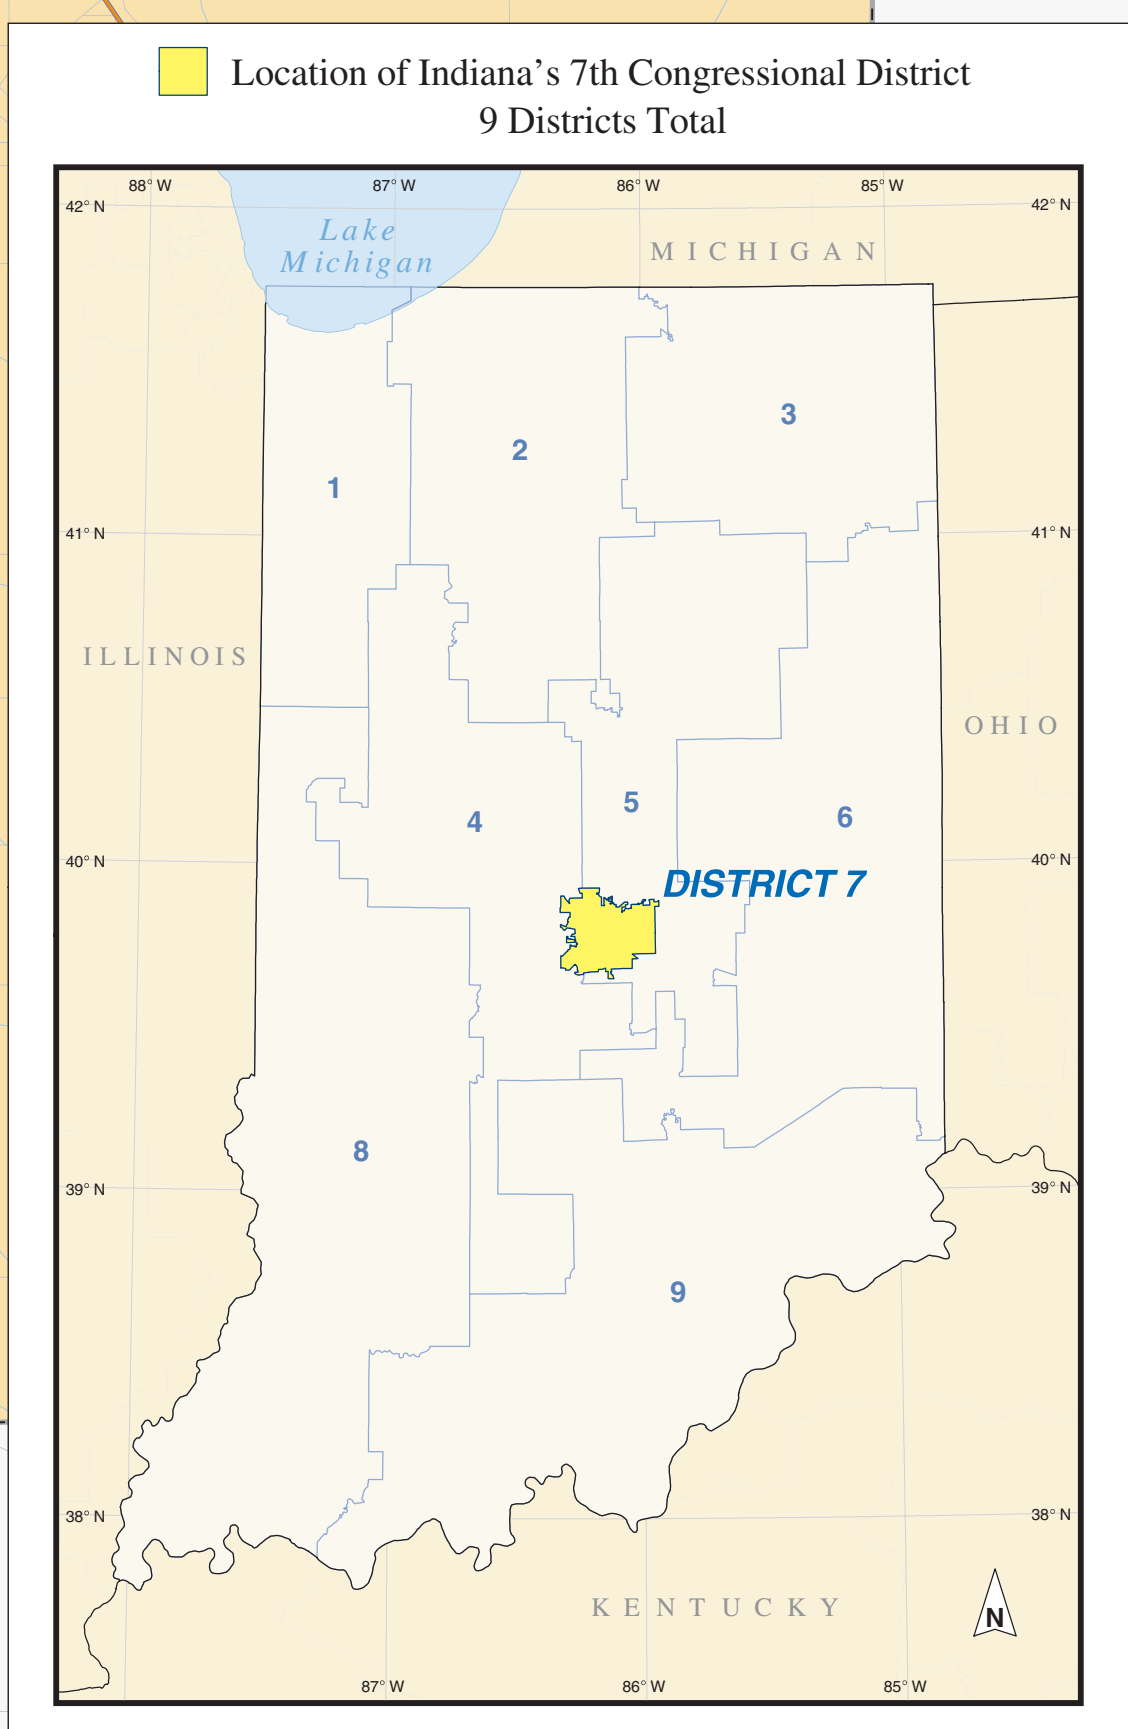 Location of Indiana's 7th Congressional District
9 Districts Total
88° W
87° W
86° W
85° W
42° N
42° N
Lake
Michigan
MICHIGAN
3
2
1
41° N
41° N
ILLINOIS
OHIO
5
4
6
40° N
40° N
DISTRICT 7
8
39° N
39° N
9
38° N
38° N
KENTUCKY
N
87° W
86° W
85° W